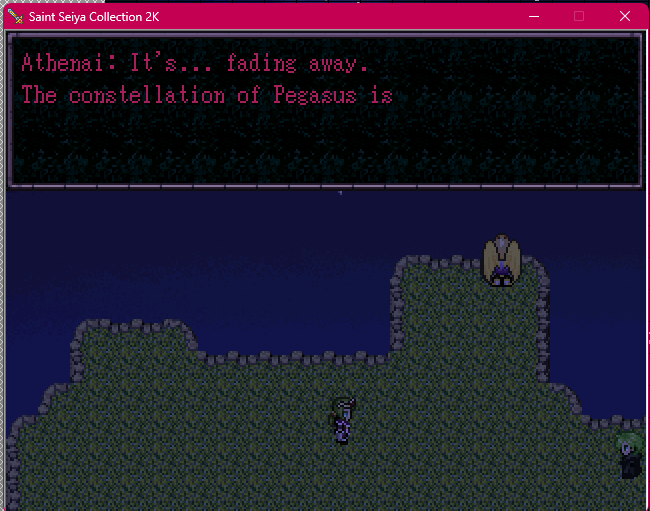 Saint Seiya Collection 2K
Athenai: It's... fading away.
The constellation of Pegasus is